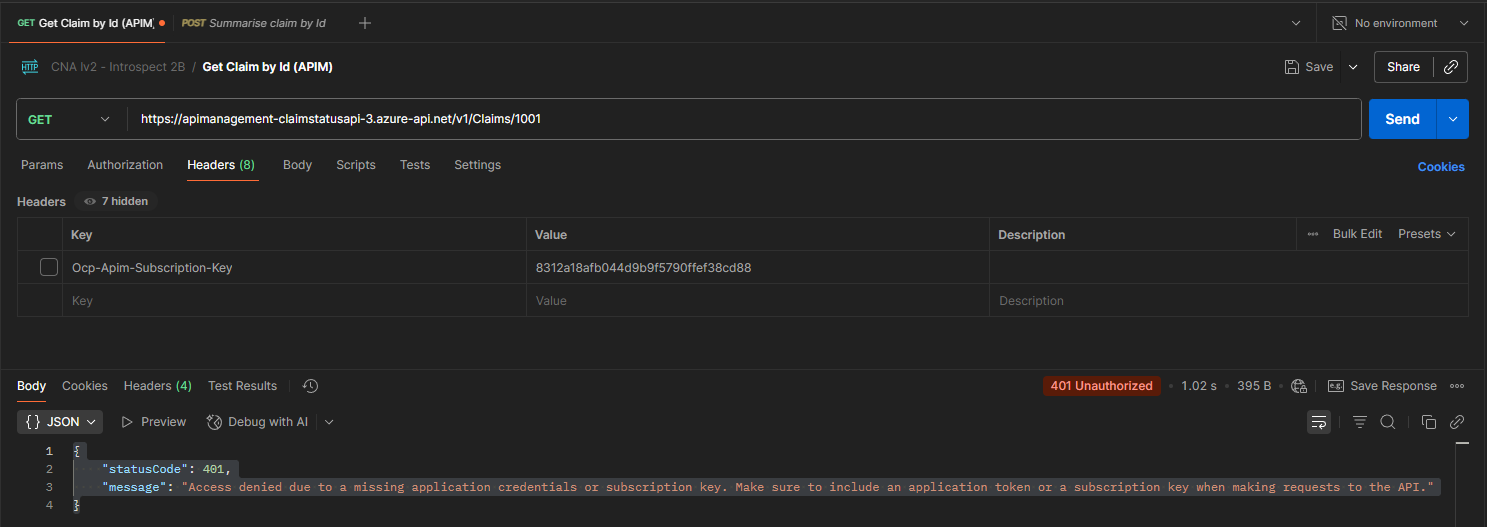 GET Get Claim by Id (APIM) POST Summarise claim by Id No environment
HTTP CNA lv2 - Introspect 2B / Get Claim by Id (APIM) Save Share
GET https://apimanagement-claimstatusapi-3.azure-api.net/v1/Claims/1001 Send
Params Authorization Headers (8) Body Scripts Tests Settings Cookies
Headers 7 hidden
Key Value Description Bulk Edit Presets
Ocp-Apim-Subscription-Key 8312a18afb044d9b9f5790ffef38cd88
Key Value Description
Body Cookies Headers (4) Test Results 401 Unauthorized • 1.02 s • 395 B • e.g. Save Response
{} JSON Preview Debug with AI
1 {
2 "statusCode": 401,
3 "message": "Access denied due to a missing application credentials or subscription key. Make sure to include an application token or a subscription key when making requests to the API."
4 }